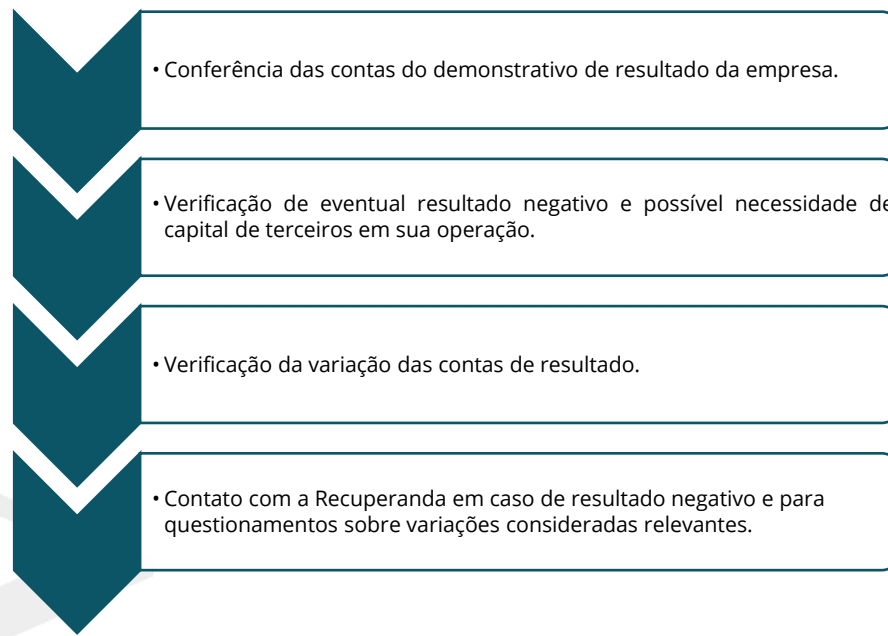 • Conferência das contas do demonstrativo de resultado da empresa.
• Verificação de eventual resultado negativo e possível necessidade de
capital de terceiros em sua operação.
• Verificação da variação das contas de resultado.
• Contato com a Recuperanda em caso de resultado negativo e para
questionamentos sobre variações consideradas relevantes.